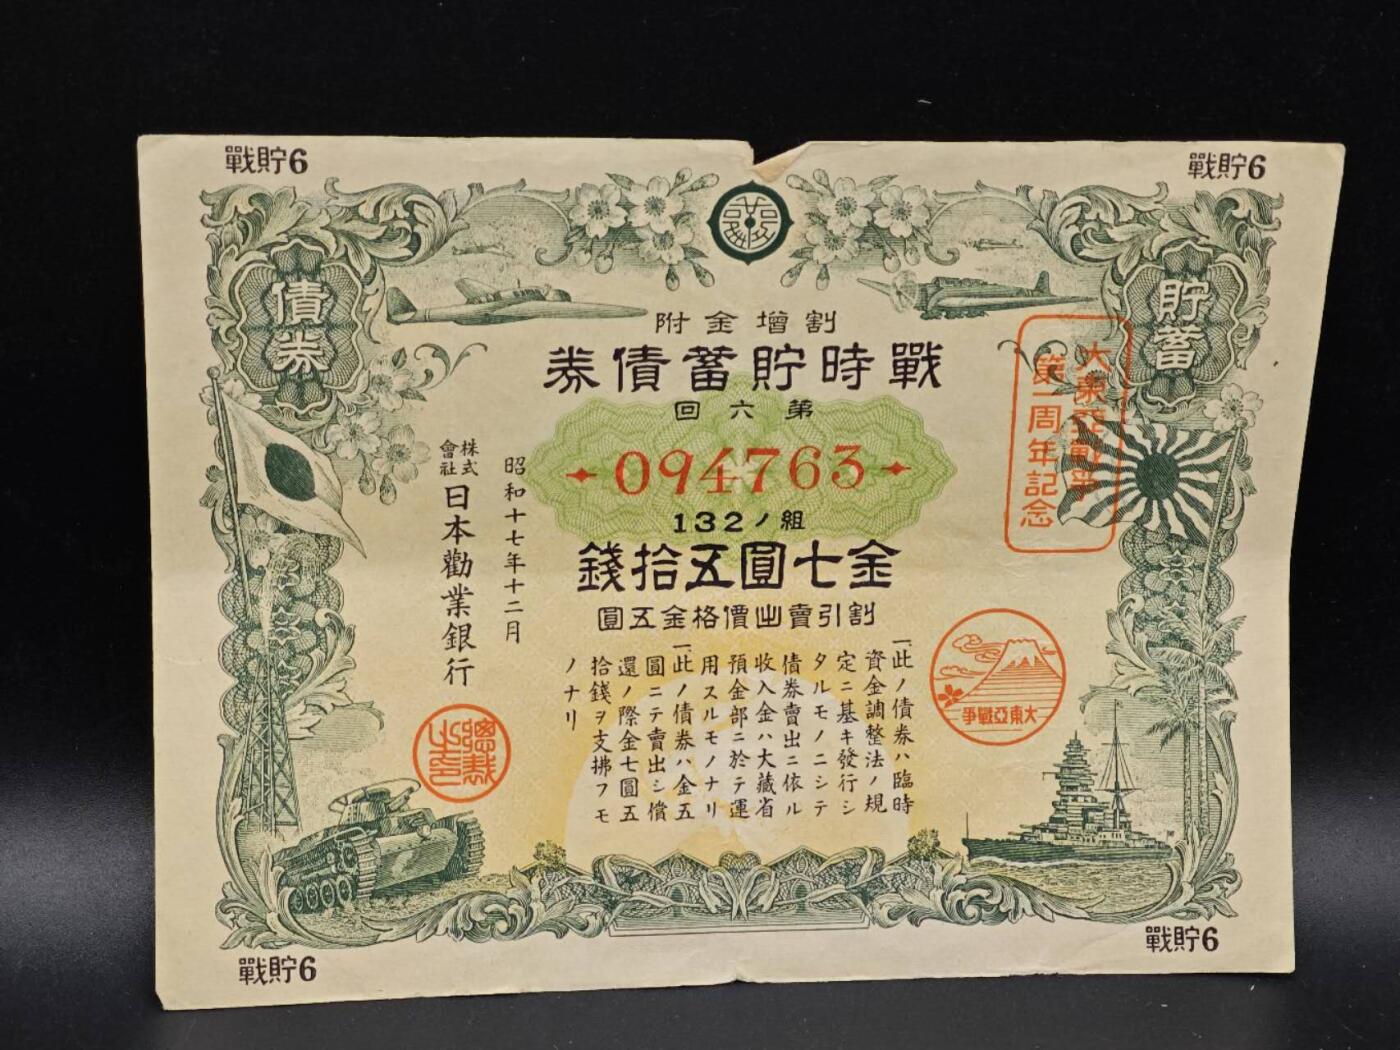 戰貯6
戰貯6
債券
貯蓄
割增金附
戰時貯蓄債券
第六回
094763
132ノ組
金七圓五拾錢
割引賣出價格金五圓
大東亞戰爭
第一周年記念
一、此ノ債券ハ臨時
資金調整法ノ規
定ニ基キ發行シ
タルモノニシテ
債券賣出ニ依ル
收入金ハ大藏省
預金部ニ於テ運
用スルモノナリ
一、此ノ債券ハ金五
圓ニテ賣出シ償
還ノ際金七圓五
拾錢ヲ支拂フモ
ノナリ
昭和十七年十二月
株式會社日本勸業銀行
總裁之印
大東亞戰爭
戰貯6
戰貯6